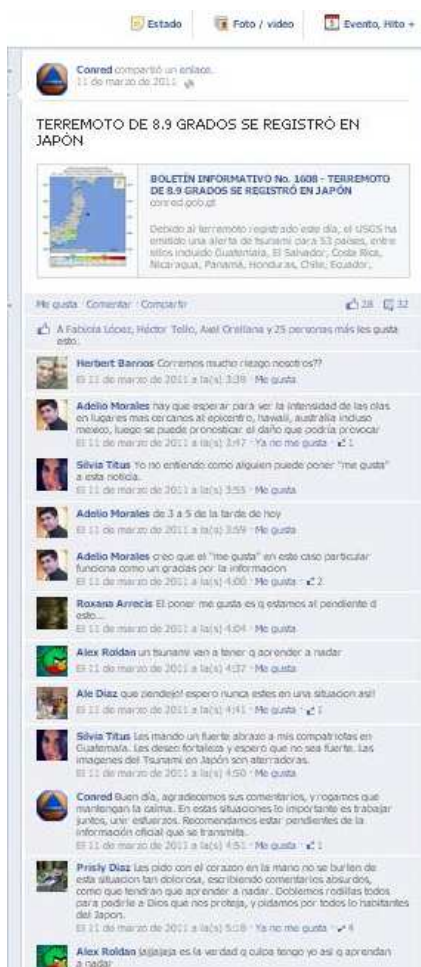 Estado Foto / video Evento, Hito +
Conred compartió un enlace.
11 de marzo de 2011
TERREMOTO DE 8.9 GRADOS SE REGISTRÓ EN
JAPÓN
BOLETÍN INFORMATIVO No. 1608 - TERREMOTO
DE 8.9 GRADOS SE REGISTRÓ EN JAPÓN
conred.gob.gt
Debido al terremoto registrado este día, el USGS ha
emitido una alerta de tsunami para 53 países, entre
ellos incluido Guatemala, El Salvador, Costa Rica,
Nicaragua, Panamá, Honduras, Chile, Ecuador,
Me gusta · Comentar · Compartir 28 32
A Fabiola López, Héctor Tello, Axel Orellana y 25 personas más les gusta
esto.
Herbert Barrios Corremos mucho riezgo nosotros??
El 11 de marzo de 2011 a la(s) 3:38 · Me gusta
Adelio Morales hay que esperar para ver la intensidad de las olas
en lugares mas cercanos al epicentro, hawaii, australia incluso
mexico, luego se puede pronosticar el daño que podría provocar
El 11 de marzo de 2011 a la(s) 3:47 · Ya no me gusta · 1
Silvia Titus Yo no entiendo como alguien puede poner "me gusta"
a esta noticia.
El 11 de marzo de 2011 a la(s) 3:55 · Me gusta
Adelio Morales de 3 a 5 de la tarde de hoy
El 11 de marzo de 2011 a la(s) 3:59 · Me gusta
Adelio Morales creo que el "me gusta" en este caso particular
funciona como un gracias por la informacion
El 11 de marzo de 2011 a la(s) 4:00 · Me gusta · 2
Roxana Arrecis El poner me gusta es q estamos al pendiente d
esto...
El 11 de marzo de 2011 a la(s) 4:04 · Me gusta
Alex Roldan un tsunami van a tener q aprender a nadar
El 11 de marzo de 2011 a la(s) 4:37 · Me gusta
Ale Diaz que pendejo! espero nunca estes en una situacion asi!
El 11 de marzo de 2011 a la(s) 4:41 · Me gusta · 1
Silvia Titus Les mando un fuerte abrazo a mis compatriotas en
Guatemala. Les deseo fortaleza y espero que no sea fuerte. Las
imagenes del Tsunami en Japón son aterradoras.
El 11 de marzo de 2011 a la(s) 4:50 · Me gusta
Conred Buen día, agradecemos sus comentarios, y rogamos que
mantengan la calma. En estas situaciones lo importante es trabajar
juntos, unir esfuerzos. Recomendamos estar pendientes de la
información oficial que se transmita.
El 11 de marzo de 2011 a la(s) 4:51 · Me gusta · 1
Prisly Diaz Les pido con el corazon en la mano no se burlen de
esta situacion tan dolorosa, escribiendo comentarios absurdos,
como que tendran que aprender a nadar. Doblemos rodillas todos
para pedirle a Dios que nos proteja, y pidamos por todos lo habitantes
del Japon.
El 11 de marzo de 2011 a la(s) 5:08 · Ya no me gusta · 4
Alex Roldan jajjajaja es la verdad q culpa tengo yo asi q aprendan
a nadar